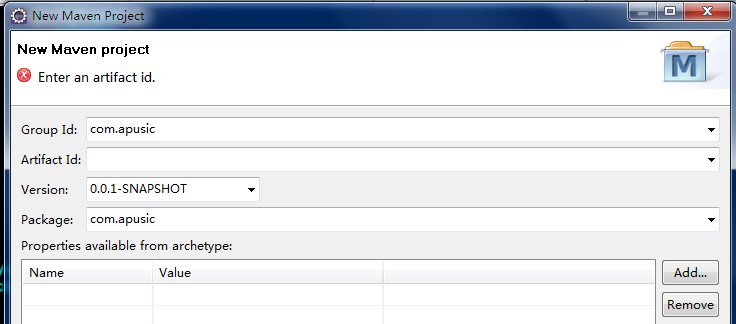 New Maven Project
New Maven project
Enter an artifact id.
M
Group Id: com.apusic
Artifact Id:
Version: 0.0.1-SNAPSHOT
Package: com.apusic
Properties available from archetype:
Name Value
Add...
Remove